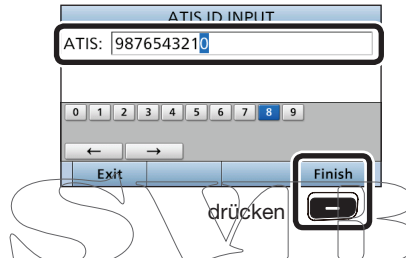 ATIS ID INPUT
ATIS: 9876543210
0 1 2 3 4 5 6 7 8 9
← →
Exit Finish
drücken